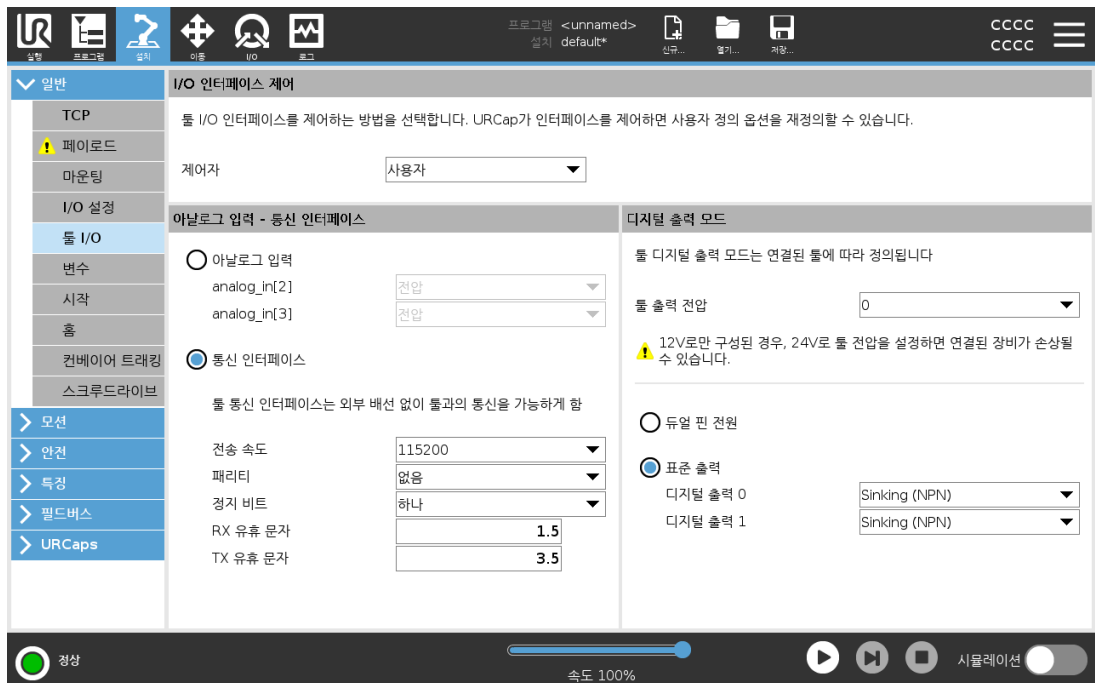 UR
실행
프로그램
설치
이동
I/O
로그
프로그램 <unnamed>
설치 default*
신규...
열기...
저장...
CCCC
CCCC
일반
TCP
페이로드
마운팅
I/O 설정
툴 I/O
변수
시작
홈
컨베이어 트래킹
스크루드라이브
모션
안전
특징
필드버스
URCaps
I/O 인터페이스 제어
툴 I/O 인터페이스를 제어하는 방법을 선택합니다. URCap가 인터페이스를 제어하면 사용자 정의 옵션을 재정의할 수 있습니다.
제어자 사용자
아날로그 입력 - 통신 인터페이스
아날로그 입력
analog_in[2] 전압
analog_in[3] 전압
통신 인터페이스
툴 통신 인터페이스는 외부 배선 없이 툴과의 통신을 가능하게 함
전송 속도 115200
패리티 없음
정지 비트 하나
RX 유휴 문자 1.5
TX 유휴 문자 3.5
디지털 출력 모드
툴 디지털 출력 모드는 연결된 툴에 따라 정의됩니다
툴 출력 전압 0
12V로만 구성된 경우, 24V로 툴 전압을 설정하면 연결된 장비가 손상될
수 있습니다.
듀얼 핀 전원
표준 출력
디지털 출력 0 Sinking (NPN)
디지털 출력 1 Sinking (NPN)
정상
속도 100%
시뮬레이션